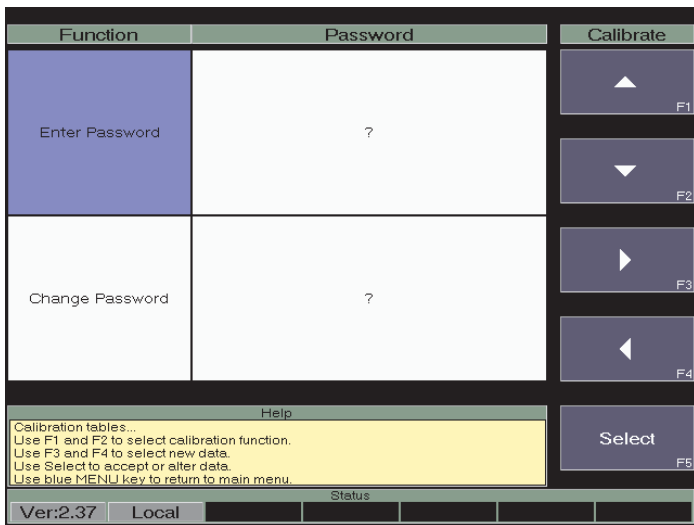 Function Password Calibrate
F1
Enter Password ?
F2
F3
Change Password ?
F4
Help
Calibration tables...
Use F1 and F2 to select calibration function.
Use F3 and F4 to select new data.
Use Select to accept or alter data.
Use blue MENU key to return to main menu.
Select
F5
Status
Ver:2.37 Local